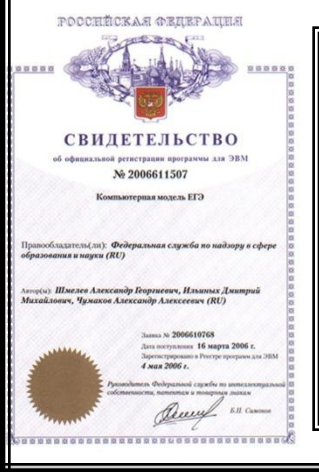 РОССИЙСКАЯ ФЕДЕРАЦИЯ
СВИДЕТЕЛЬСТВО
об официальной регистрации программы для ЭВМ
№ 2006611507
Компьютерная модель ЕГЭ
Правообладатель(ли): Федеральная служба по надзору в сфере
образования и науки (RU)
Автор(ы): Шмелев Александр Георгиевич, Ильиных Дмитрий
Михайлович, Чумаков Александр Алексеевич (RU)
Заявка № 2006610768
Дата поступления 16 марта 2006 г.
Зарегистрировано в Реестре программ для ЭВМ
4 мая 2006 г.
Руководитель Федеральной службы по интеллектуальной
собственности, патентам и товарным знакам
Б.П. Симонов